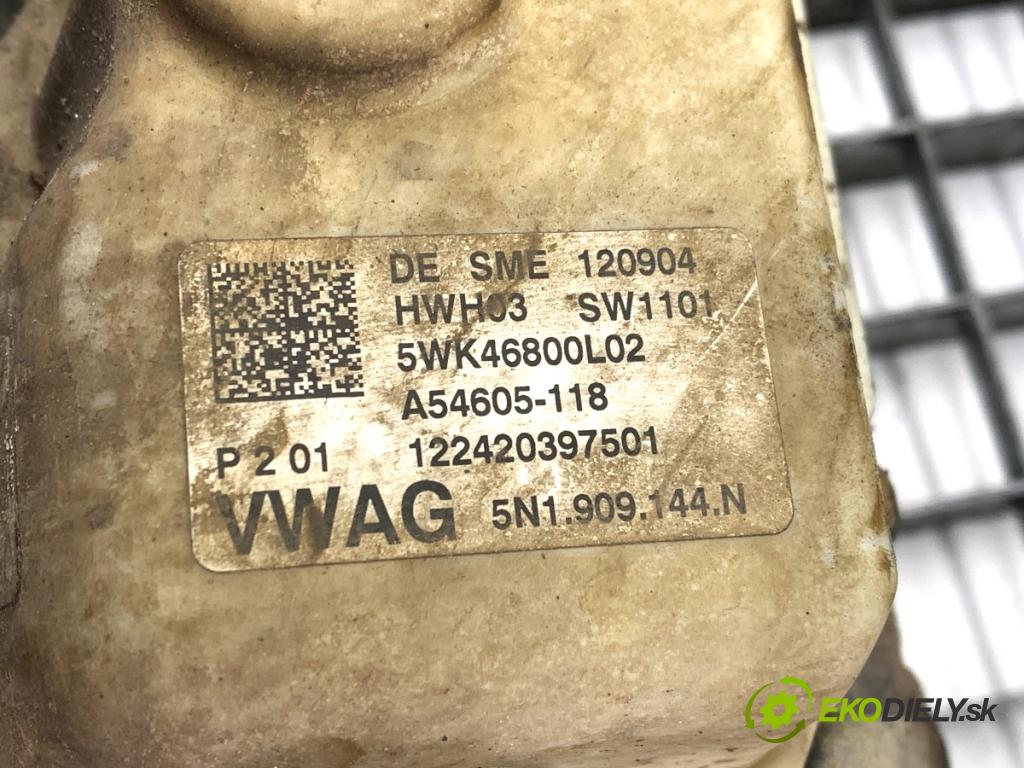 DE SME 120904
HWH03 SW1101
5WK46800L02
A54605-118
P 2 01 122420397501
VWAG 5N1.909.144.N
EKODIELY.sk